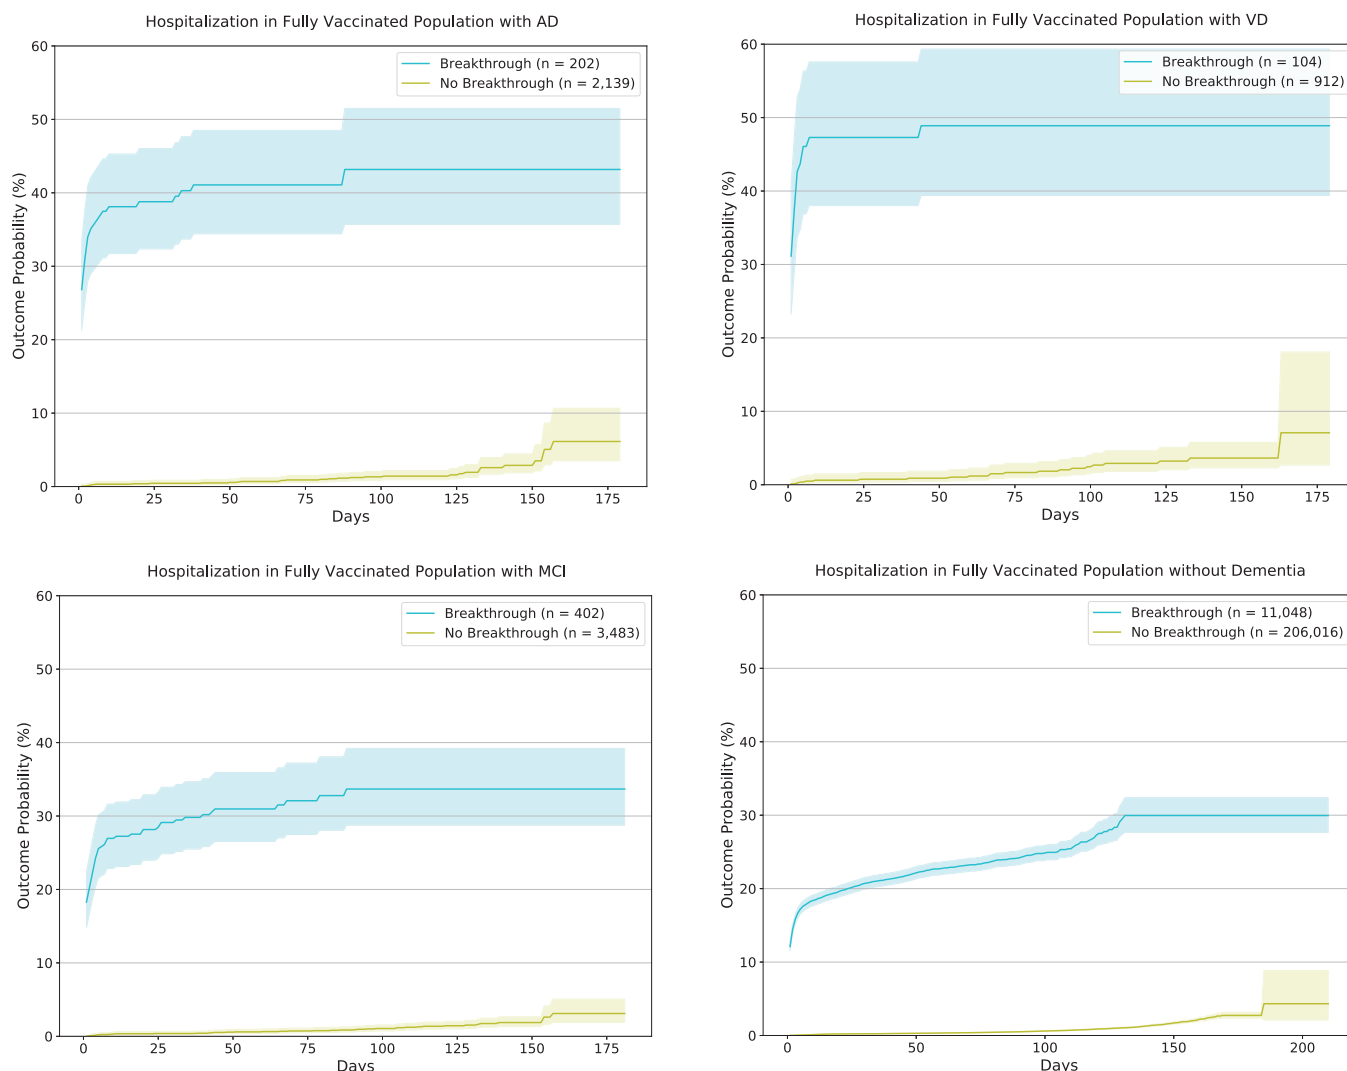 Hospitalization in Fully Vaccinated Population with AD
Outcome Probability (%)
60
50
40
30
20
10
0
Breakthrough (n = 202)
No Breakthrough (n = 2,139)
0 25 50 75 100 125 150 175
Days
Hospitalization in Fully Vaccinated Population with VD
Outcome Probability (%)
60
50
40
30
20
10
0
Breakthrough (n = 104)
No Breakthrough (n = 912)
0 25 50 75 100 125 150 175
Days
Hospitalization in Fully Vaccinated Population with MCI
Outcome Probability (%)
60
50
40
30
20
10
0
Breakthrough (n = 402)
No Breakthrough (n = 3,483)
0 25 50 75 100 125 150 175
Days
Hospitalization in Fully Vaccinated Population without Dementia
Outcome Probability (%)
60
50
40
30
20
10
0
Breakthrough (n = 11,048)
No Breakthrough (n = 206,016)
0 50 100 150 200
Days